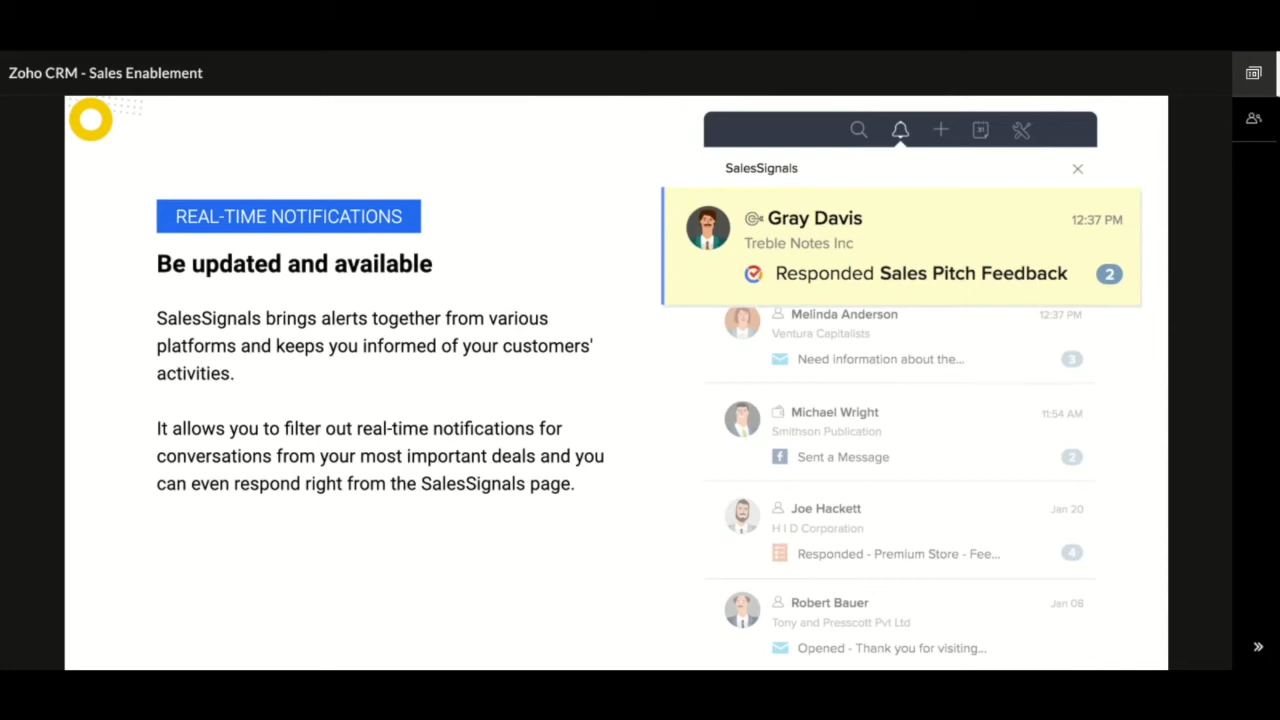 Zoho CRM - Sales Enablement
REAL-TIME NOTIFICATIONS
Be updated and available
SalesSignals brings alerts together from various
platforms and keeps you informed of your customers'
activities.
It allows you to filter out real-time notifications for
conversations from your most important deals and you
can even respond right from the SalesSignals page.
31
SalesSignals
Gray Davis 12:37 PM
Treble Notes Inc
Responded Sales Pitch Feedback 2
Melinda Anderson 12:37 PM
Ventura Capitalists
Need information about the... 3
Michael Wright 11:54 AM
Smithson Publication
f Sent a Message 2
Joe Hackett Jan 20
H I D Corporation
Responded - Premium Store - Fee... 4
Robert Bauer Jan 08
Tony and Presscott Pvt Ltd
Opened - Thank you for visiting...